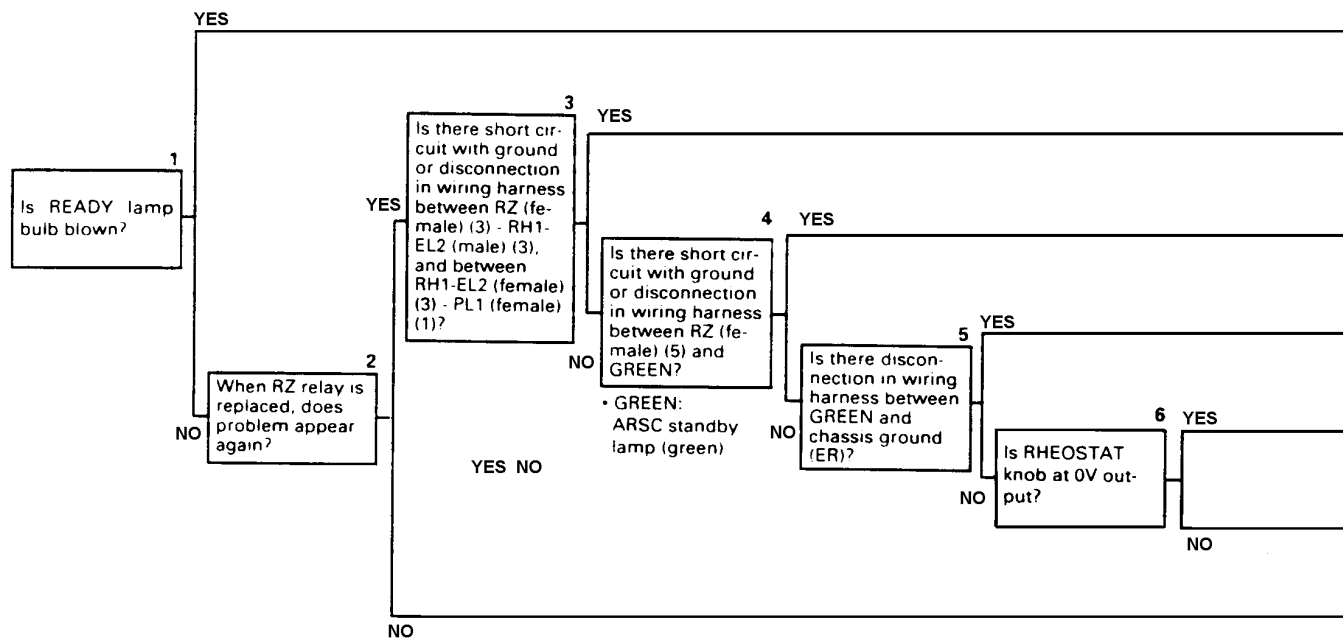 YES
1
Is READY lamp
bulb blown?
NO
2
When RZ relay is
replaced, does
problem appear
again?
YES
3
Is there short cir-
cuit with ground
or disconnection
in wiring harness
between RZ (fe-
male) (3) - RH1-
EL2 (male) (3),
and between
RH1-EL2 (female)
(3) - PL1 (female)
(1)?
YES
NO
4
Is there short cir-
cuit with ground
or disconnection
in wiring harness
between RZ (fe-
male) (5) and
GREEN?
• GREEN:
ARSC standby
lamp (green)
YES
NO
5
Is there discon-
nection in wiring
harness between
GREEN and
chassis ground
(ER)?
YES
NO
6
Is RHEOSTAT
knob at 0V out-
put?
YES
NO
YES NO
NO